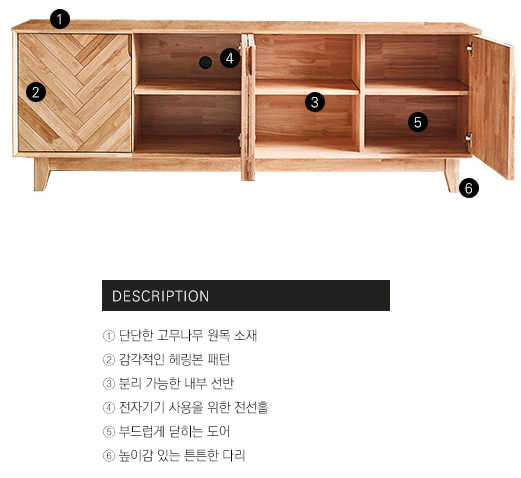 1
4
2
3
5
6
DESCRIPTION
① 단단한 고무나무 원목 소재
② 감각적인 헤링본 패턴
③ 분리 가능한 내부 선반
④ 전자기기 사용을 위한 전선홀
⑤ 부드럽게 닫히는 도어
⑥ 높이감 있는 튼튼한 다리